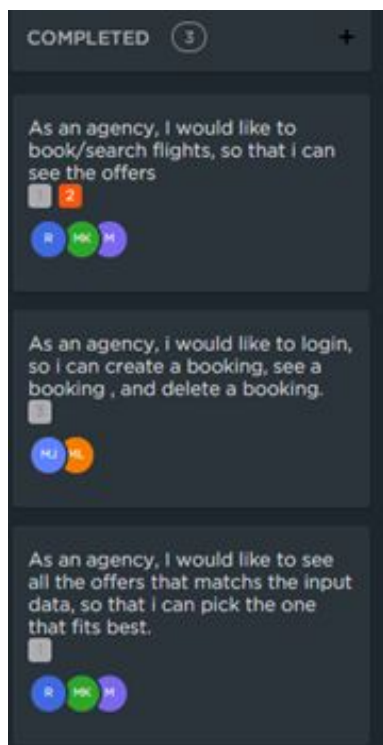 COMPLETED 3 +
As an agency, I would like to
book/search flights, so that i can
see the offers
2
R MK M
As an agency, i would like to login,
so i can create a booking, see a
booking , and delete a booking.
3
MJ HL
As an agency, I would like to see
all the offers that matchs the input
data, so that i can pick the one
that fits best.
R MK M